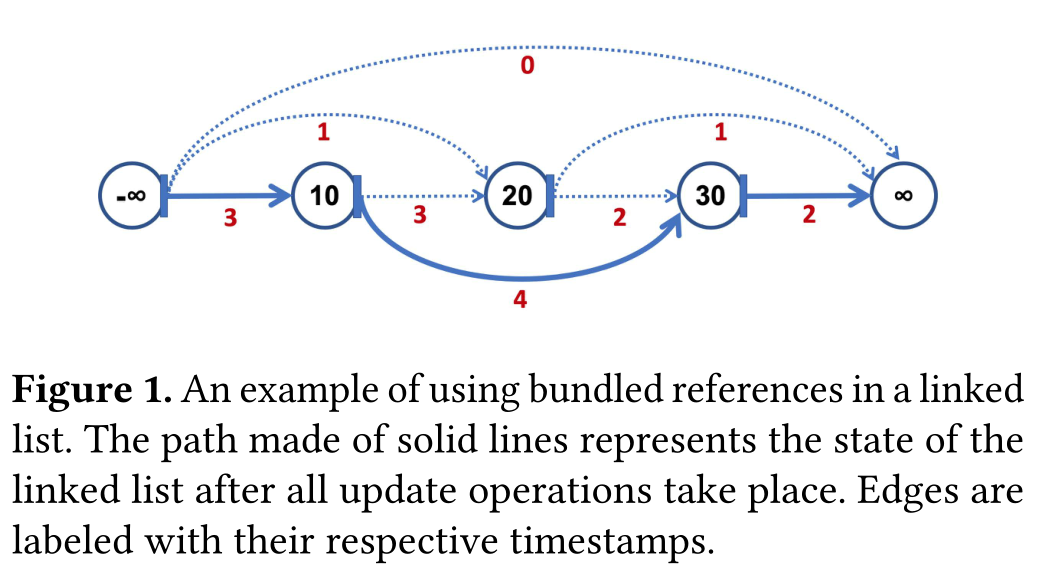 0
1 1
-∞ 10 20 30 ∞
3 3 2 2
4
Figure 1. An example of using bundled references in a linked
list. The path made of solid lines represents the state of the
linked list after all update operations take place. Edges are
labeled with their respective timestamps.